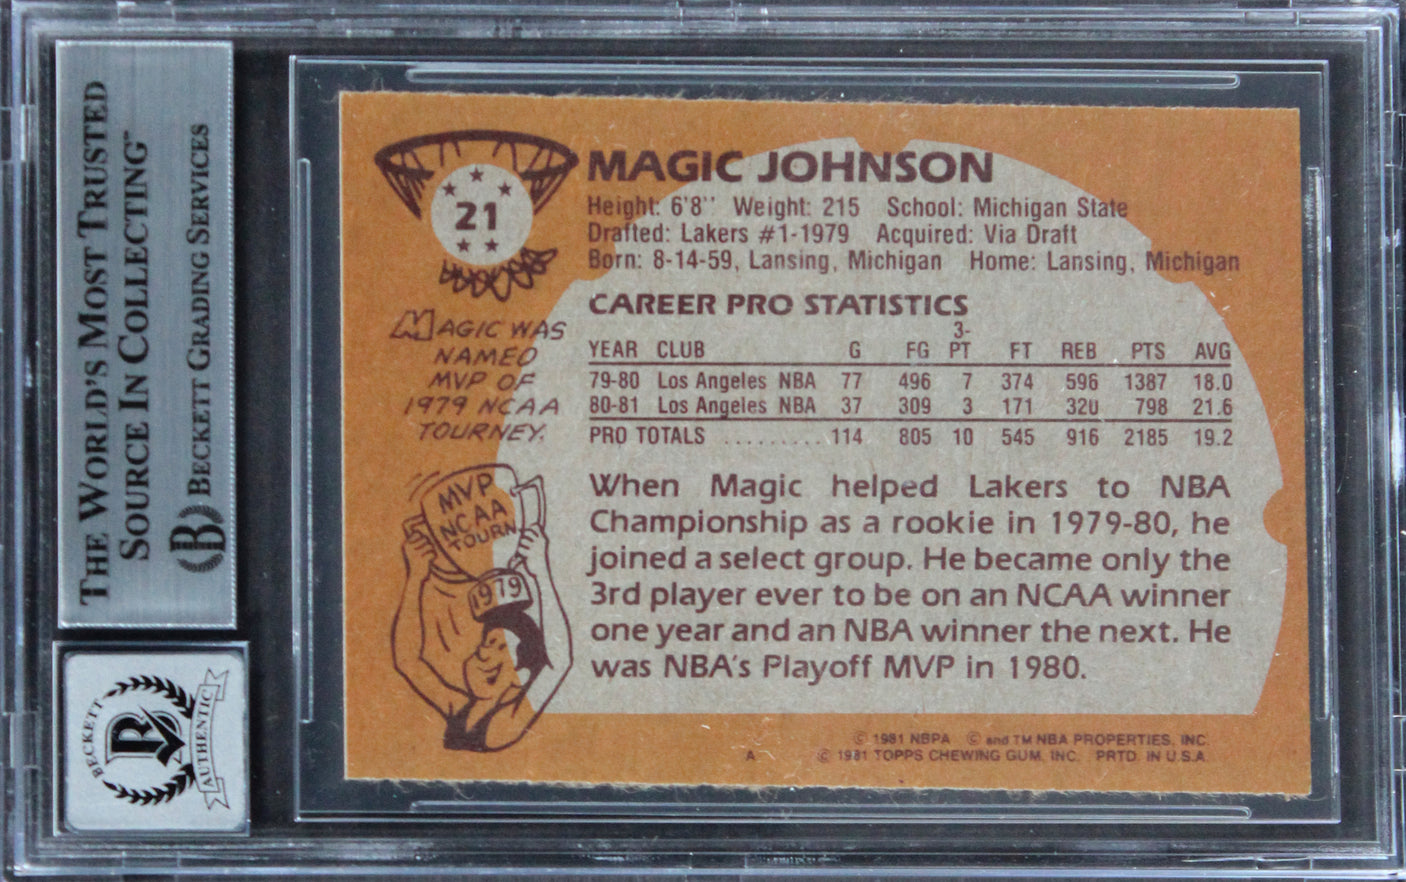 THE WORLD'S MOST TRUSTED
SOURCE IN COLLECTING™
BECKETT GRADING SERVICES
B
BECKETT
B
AUTHENTIC
21
MAGIC JOHNSON
Height: 6'8'' Weight: 215 School: Michigan State
Drafted: Lakers #1-1979 Acquired: Via Draft
Born: 8-14-59, Lansing, Michigan Home: Lansing, Michigan
MAGIC WAS
NAMED
MVP OF
1979 NCAA
TOURNEY.
MVP
NCAA
TOURN
1979
CAREER PRO STATISTICS
YEAR CLUB G FG 3-PT FT REB PTS AVG
79-80 Los Angeles NBA 77 496 7 374 596 1387 18.0
80-81 Los Angeles NBA 37 309 3 171 320 798 21.6
PRO TOTALS ......... 114 805 10 545 916 2185 19.2
When Magic helped Lakers to NBA
Championship as a rookie in 1979-80, he
joined a select group. He became only the
3rd player ever to be on an NCAA winner
one year and an NBA winner the next. He
was NBA's Playoff MVP in 1980.
© 1981 NBPA © and TM NBA PROPERTIES, INC.
A © 1981 TOPPS CHEWING GUM, INC. PRTD. IN U.S.A.